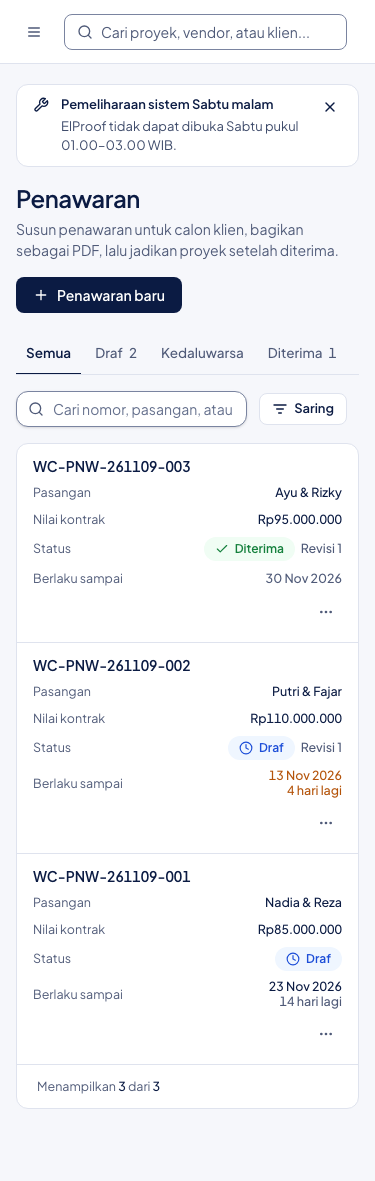 Cari proyek, vendor, atau klien...
Pemeliharaan sistem Sabtu malam
ElProof tidak dapat dibuka Sabtu pukul
01.00–03.00 WIB.
Penawaran
Susun penawaran untuk calon klien, bagikan
sebagai PDF, lalu jadikan proyek setelah diterima.
Penawaran baru
Semua Draf 2 Kedaluwarsa Diterima 1
Cari nomor, pasangan, atau
Saring
WC-PNW-261109-003
Pasangan Ayu & Rizky
Nilai kontrak Rp95.000.000
Status Diterima Revisi 1
Berlaku sampai 30 Nov 2026
WC-PNW-261109-002
Pasangan Putri & Fajar
Nilai kontrak Rp110.000.000
Status Draf Revisi 1
Berlaku sampai 13 Nov 2026
4 hari lagi
WC-PNW-261109-001
Pasangan Nadia & Reza
Nilai kontrak Rp85.000.000
Status Draf
Berlaku sampai 23 Nov 2026
14 hari lagi
Menampilkan 3 dari 3